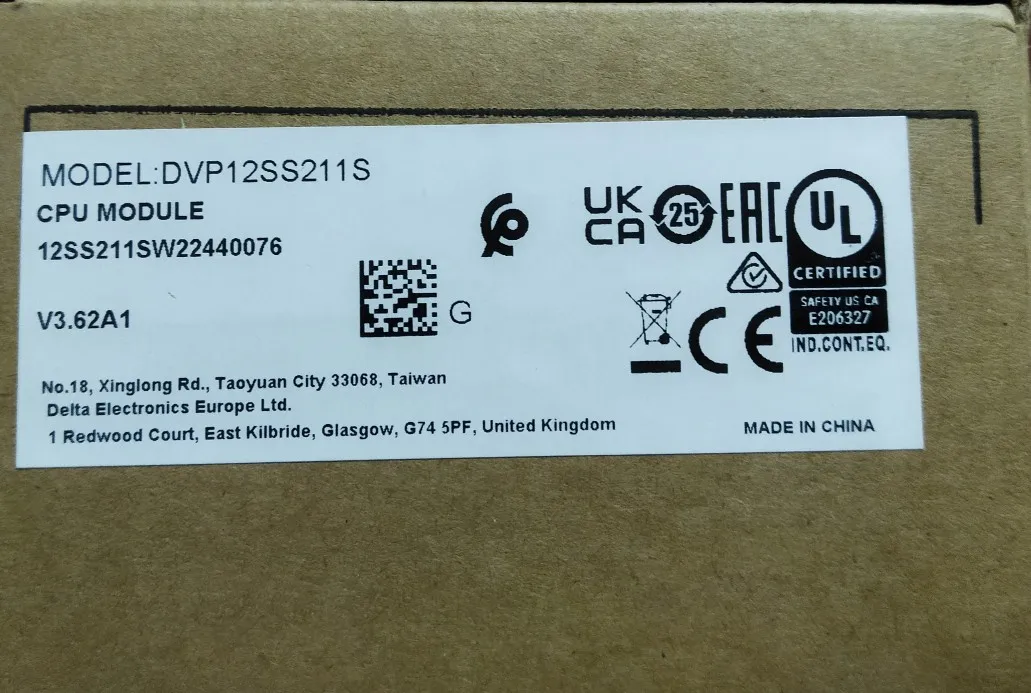 MODEL:DVP12SS211S
CPU MODULE
12SS211SW22440076
V3.62A1
G
UK
CA
25
EAC
UL
CERTIFIED
SAFETY US CA
E206327
IND.CONT.EQ.
CE
No.18, Xinglong Rd., Taoyuan City 33068, Taiwan
Delta Electronics Europe Ltd.
1 Redwood Court, East Kilbride, Glasgow, G74 5PF, United Kingdom
MADE IN CHINA